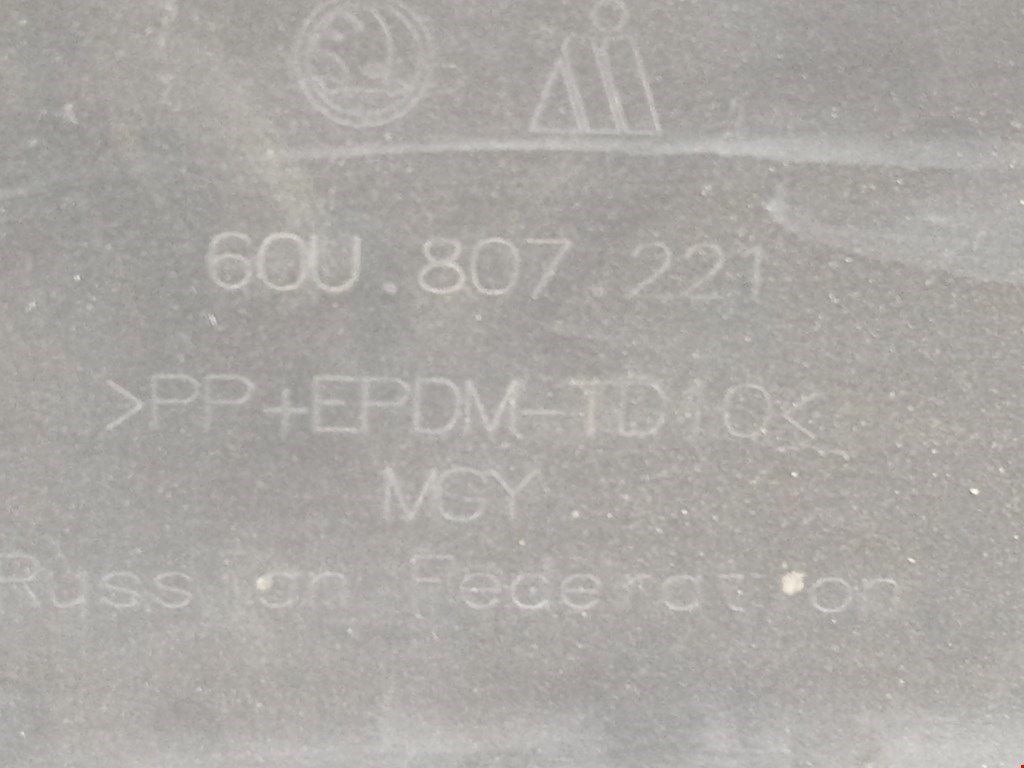 60U.807.221
>PP+EPDM-TD10<
MGY
Russian Federation